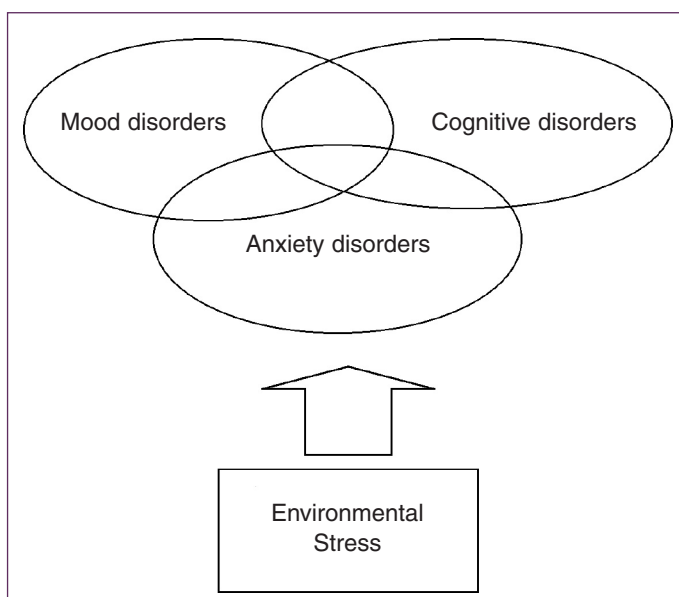 Mood disorders
Cognitive disorders
Anxiety disorders
Environmental
Stress